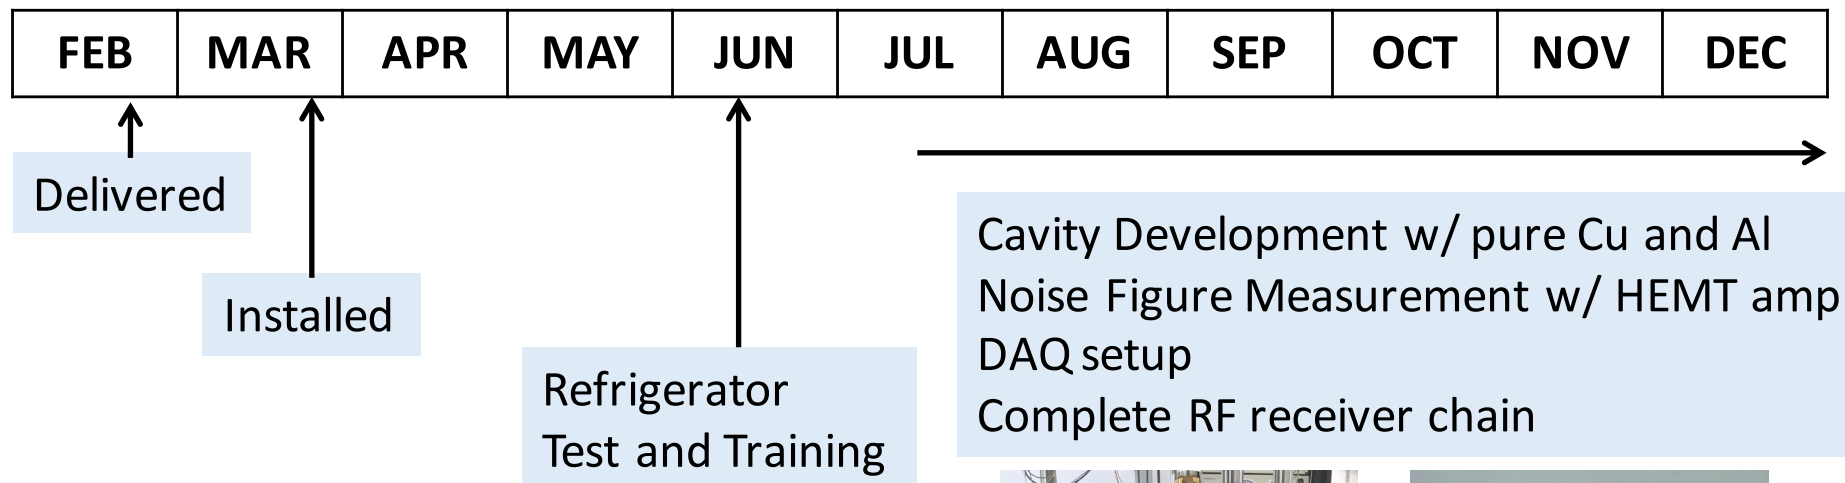 FEB MAR APR MAY JUN JUL AUG SEP OCT NOV DEC
Delivered
Installed
Refrigerator
Test and Training
Cavity Development w/ pure Cu and Al
Noise Figure Measurement w/ HEMT amp
DAQ setup
Complete RF receiver chain